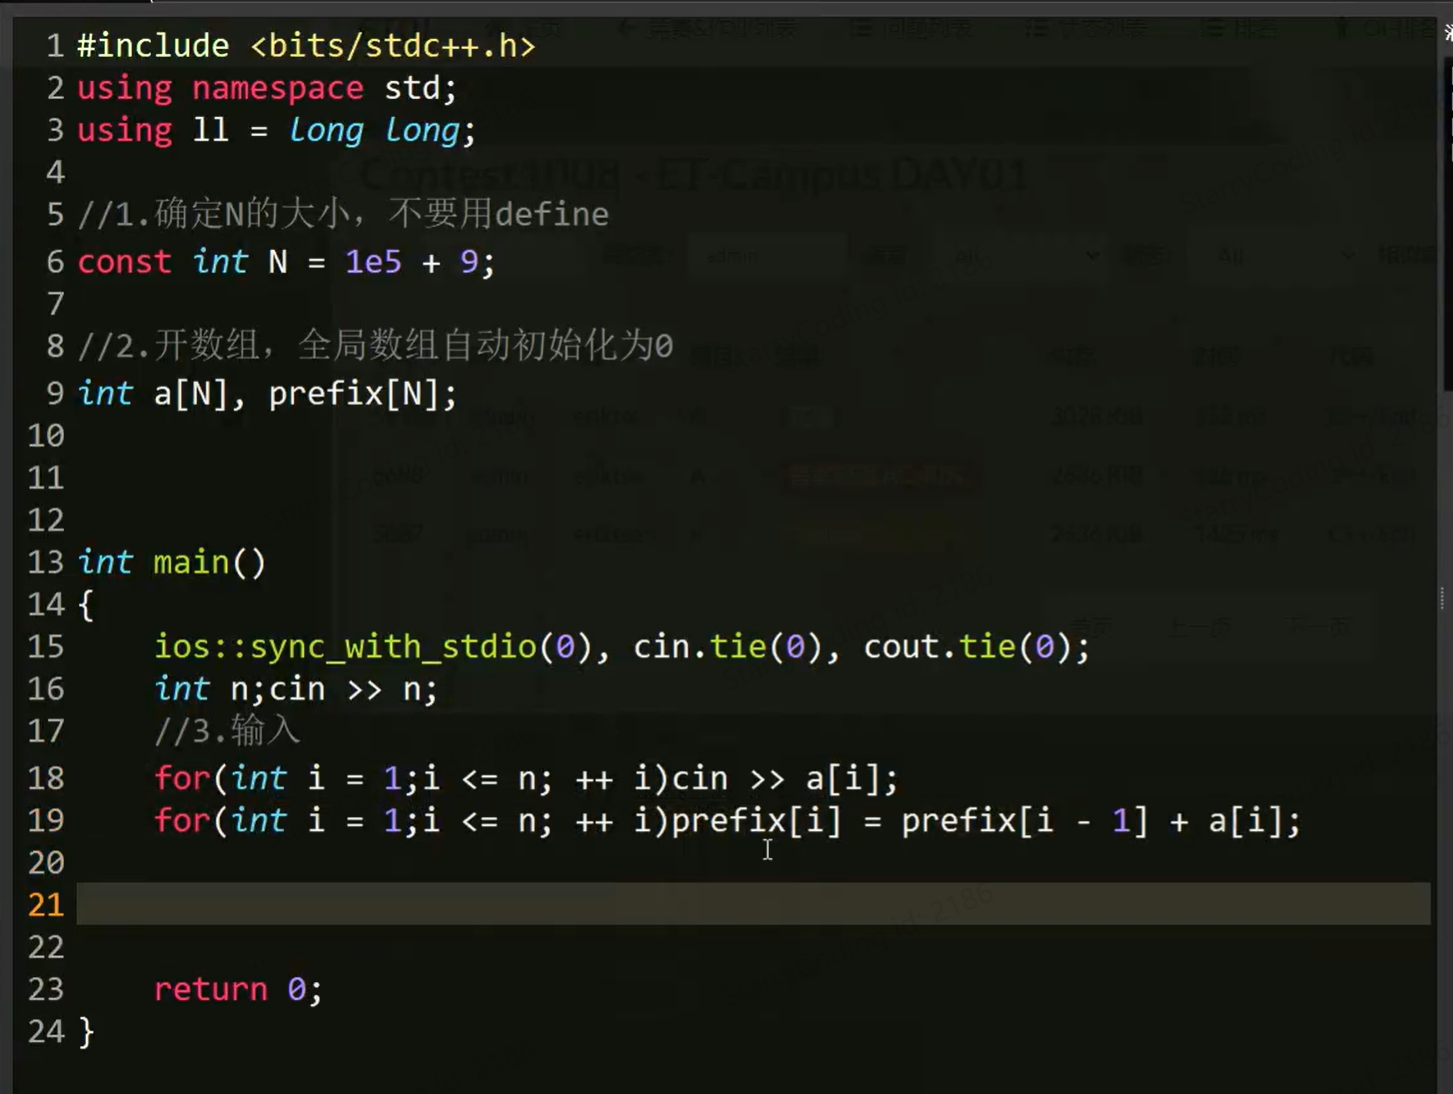 Contest1008 - ET-Campus DAY01
1 #include <bits/stdc++.h>
2 using namespace std;
3 using ll = long long;
4
5 //1.确定N的大小，不要用define
6 const int N = 1e5 + 9;
7
8 //2.开数组，全局数组自动初始化为0
9 int a[N], prefix[N];
10
11
12
13 int main()
14 {
15 ios::sync_with_stdio(0), cin.tie(0), cout.tie(0);
16 int n;cin >> n;
17 //3.输入
18 for(int i = 1;i <= n; ++ i)cin >> a[i];
19 for(int i = 1;i <= n; ++ i)prefix[i] = prefix[i - 1] + a[i];
20
21
22
23 return 0;
24 }